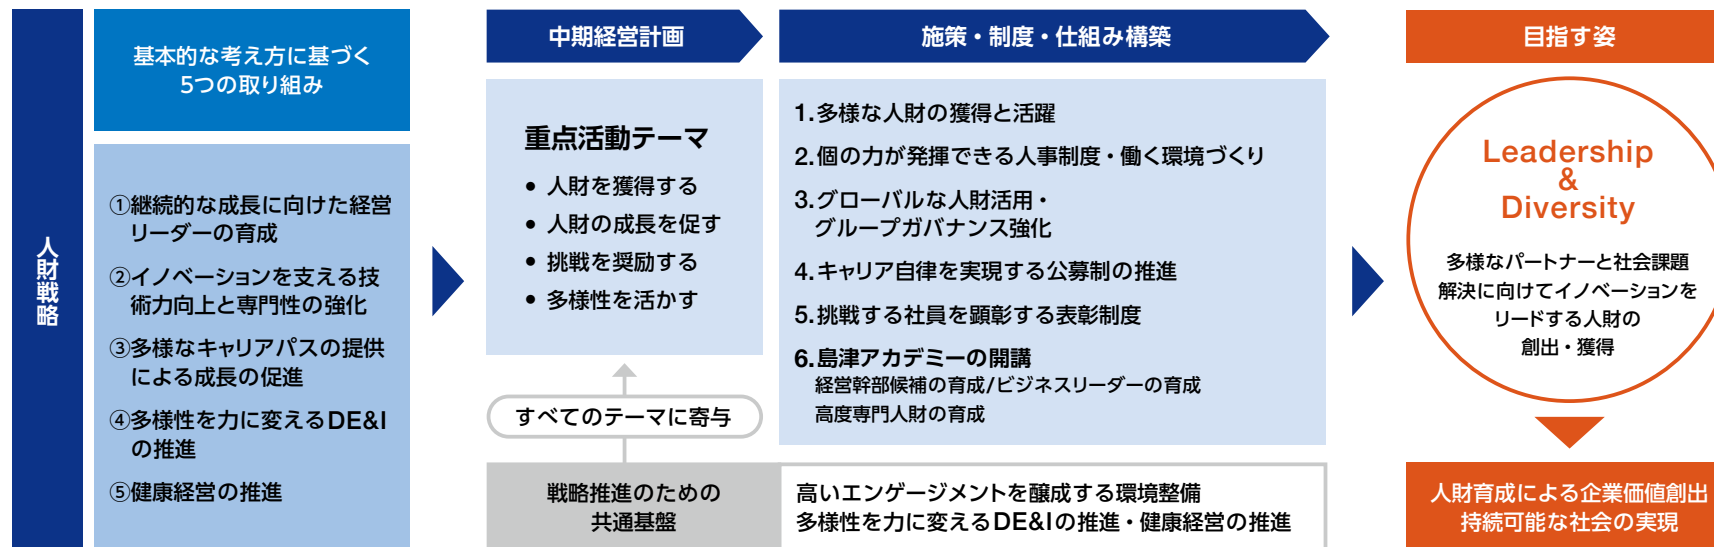 人財戦略
基本的な考え方に基づく
5つの取り組み
①継続的な成長に向けた経営
リーダーの育成
②イノベーションを支える技
術力向上と専門性の強化
③多様なキャリアパスの提供
による成長の促進
④多様性を力に変えるDE&I
の推進
⑤健康経営の推進
中期経営計画
重点活動テーマ
• 人財を獲得する
• 人財の成長を促す
• 挑戦を奨励する
• 多様性を活かす
すべてのテーマに寄与
戦略推進のための
共通基盤
施策・制度・仕組み構築
1.多様な人財の獲得と活躍
2.個の力が発揮できる人事制度・働く環境づくり
3.グローバルな人財活用・
グループガバナンス強化
4.キャリア自律を実現する公募制の推進
5.挑戦する社員を顕彰する表彰制度
6.島津アカデミーの開講
経営幹部候補の育成/ビジネスリーダーの育成
高度専門人財の育成
高いエンゲージメントを醸成する環境整備
多様性を力に変えるDE&Iの推進・健康経営の推進
目指す姿
Leadership
&
Diversity
多様なパートナーと社会課題
解決に向けてイノベーションを
リードする人財の
創出・獲得
人財育成による企業価値創出
持続可能な社会の実現